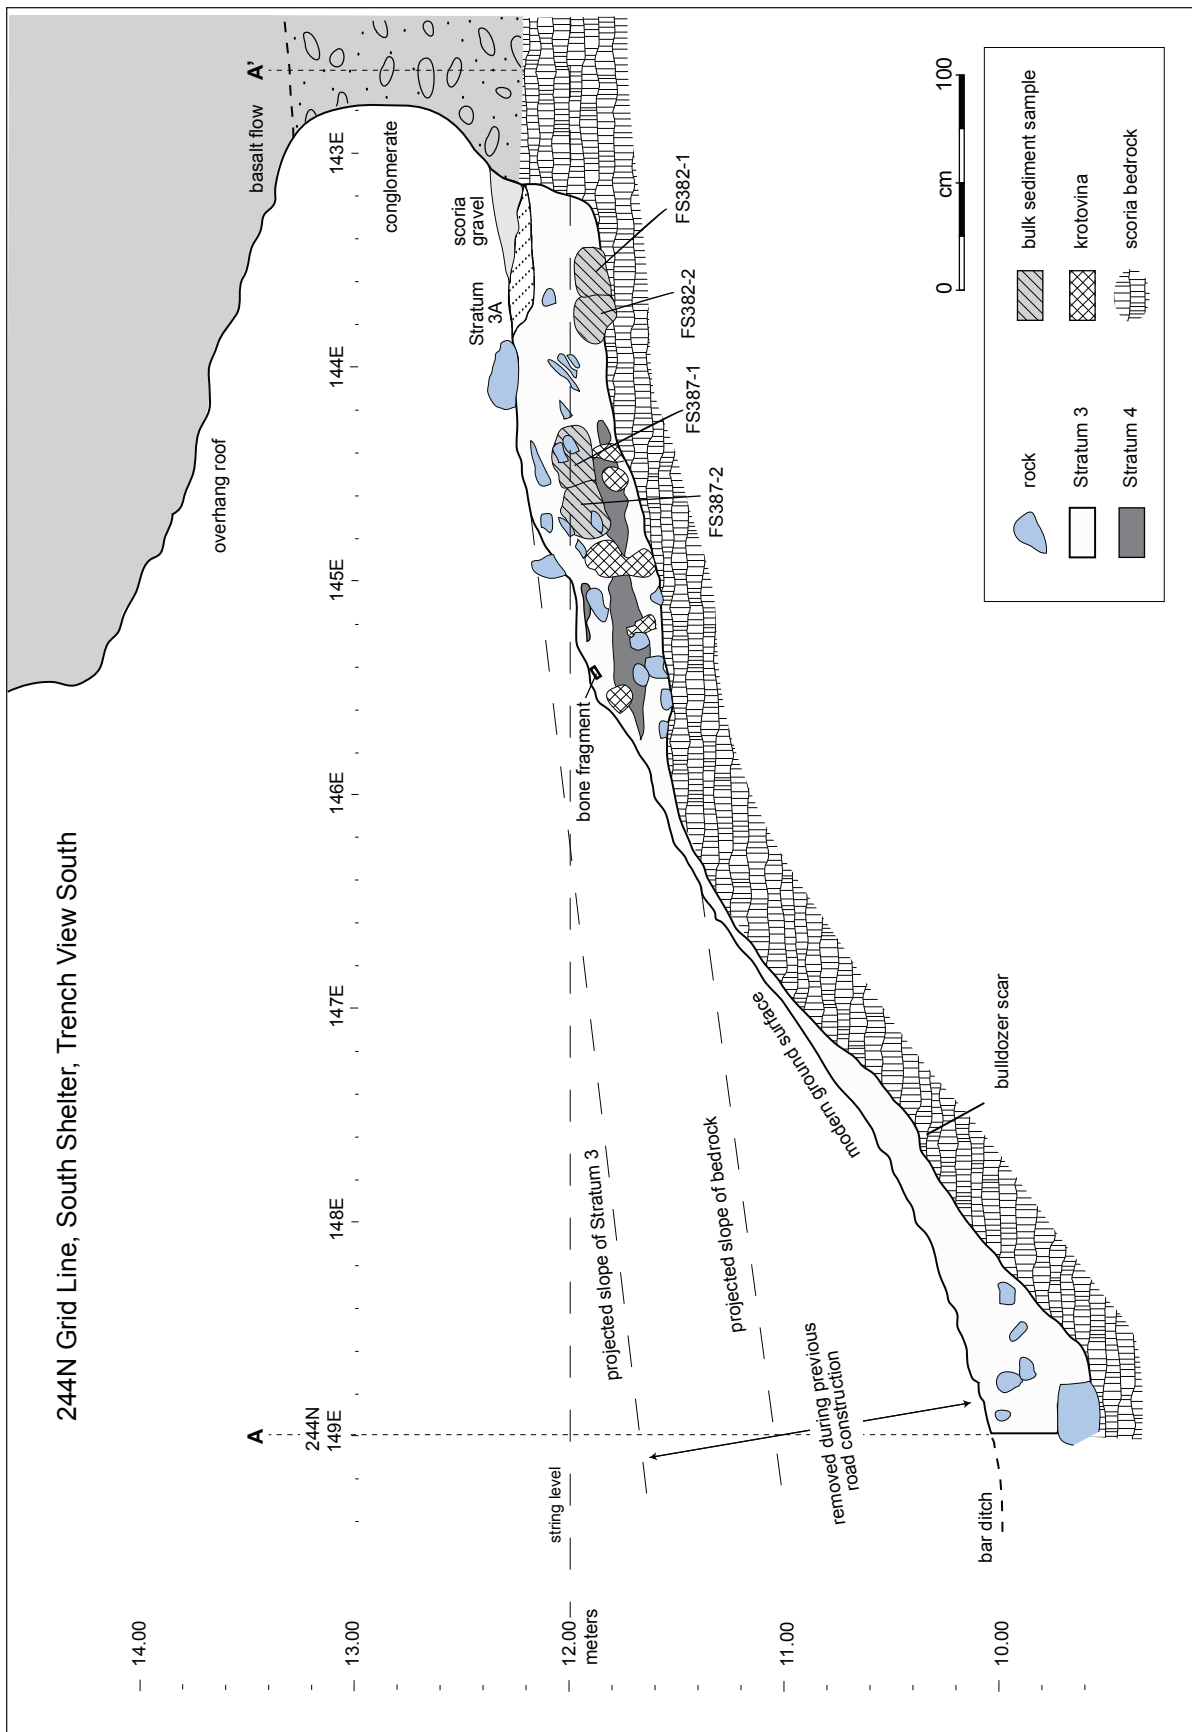 244N Grid Line, South Shelter, Trench View South
14.00
13.00
12.00
meters
11.00
10.00
A
244N
149E
148E
147E
146E
145E
144E
143E
A'
overhang roof
basalt flow
conglomerate
scoria
gravel
Stratum
3A
string level
projected slope of Stratum 3
projected slope of bedrock
removed during previous
road construction
bar ditch
modern ground surface
bulldozer scar
bone fragment
FS387-2
FS387-1
FS382-2
FS382-1
0
cm
100
rock
Stratum 3
Stratum 4
bulk sediment sample
krotovina
scoria bedrock